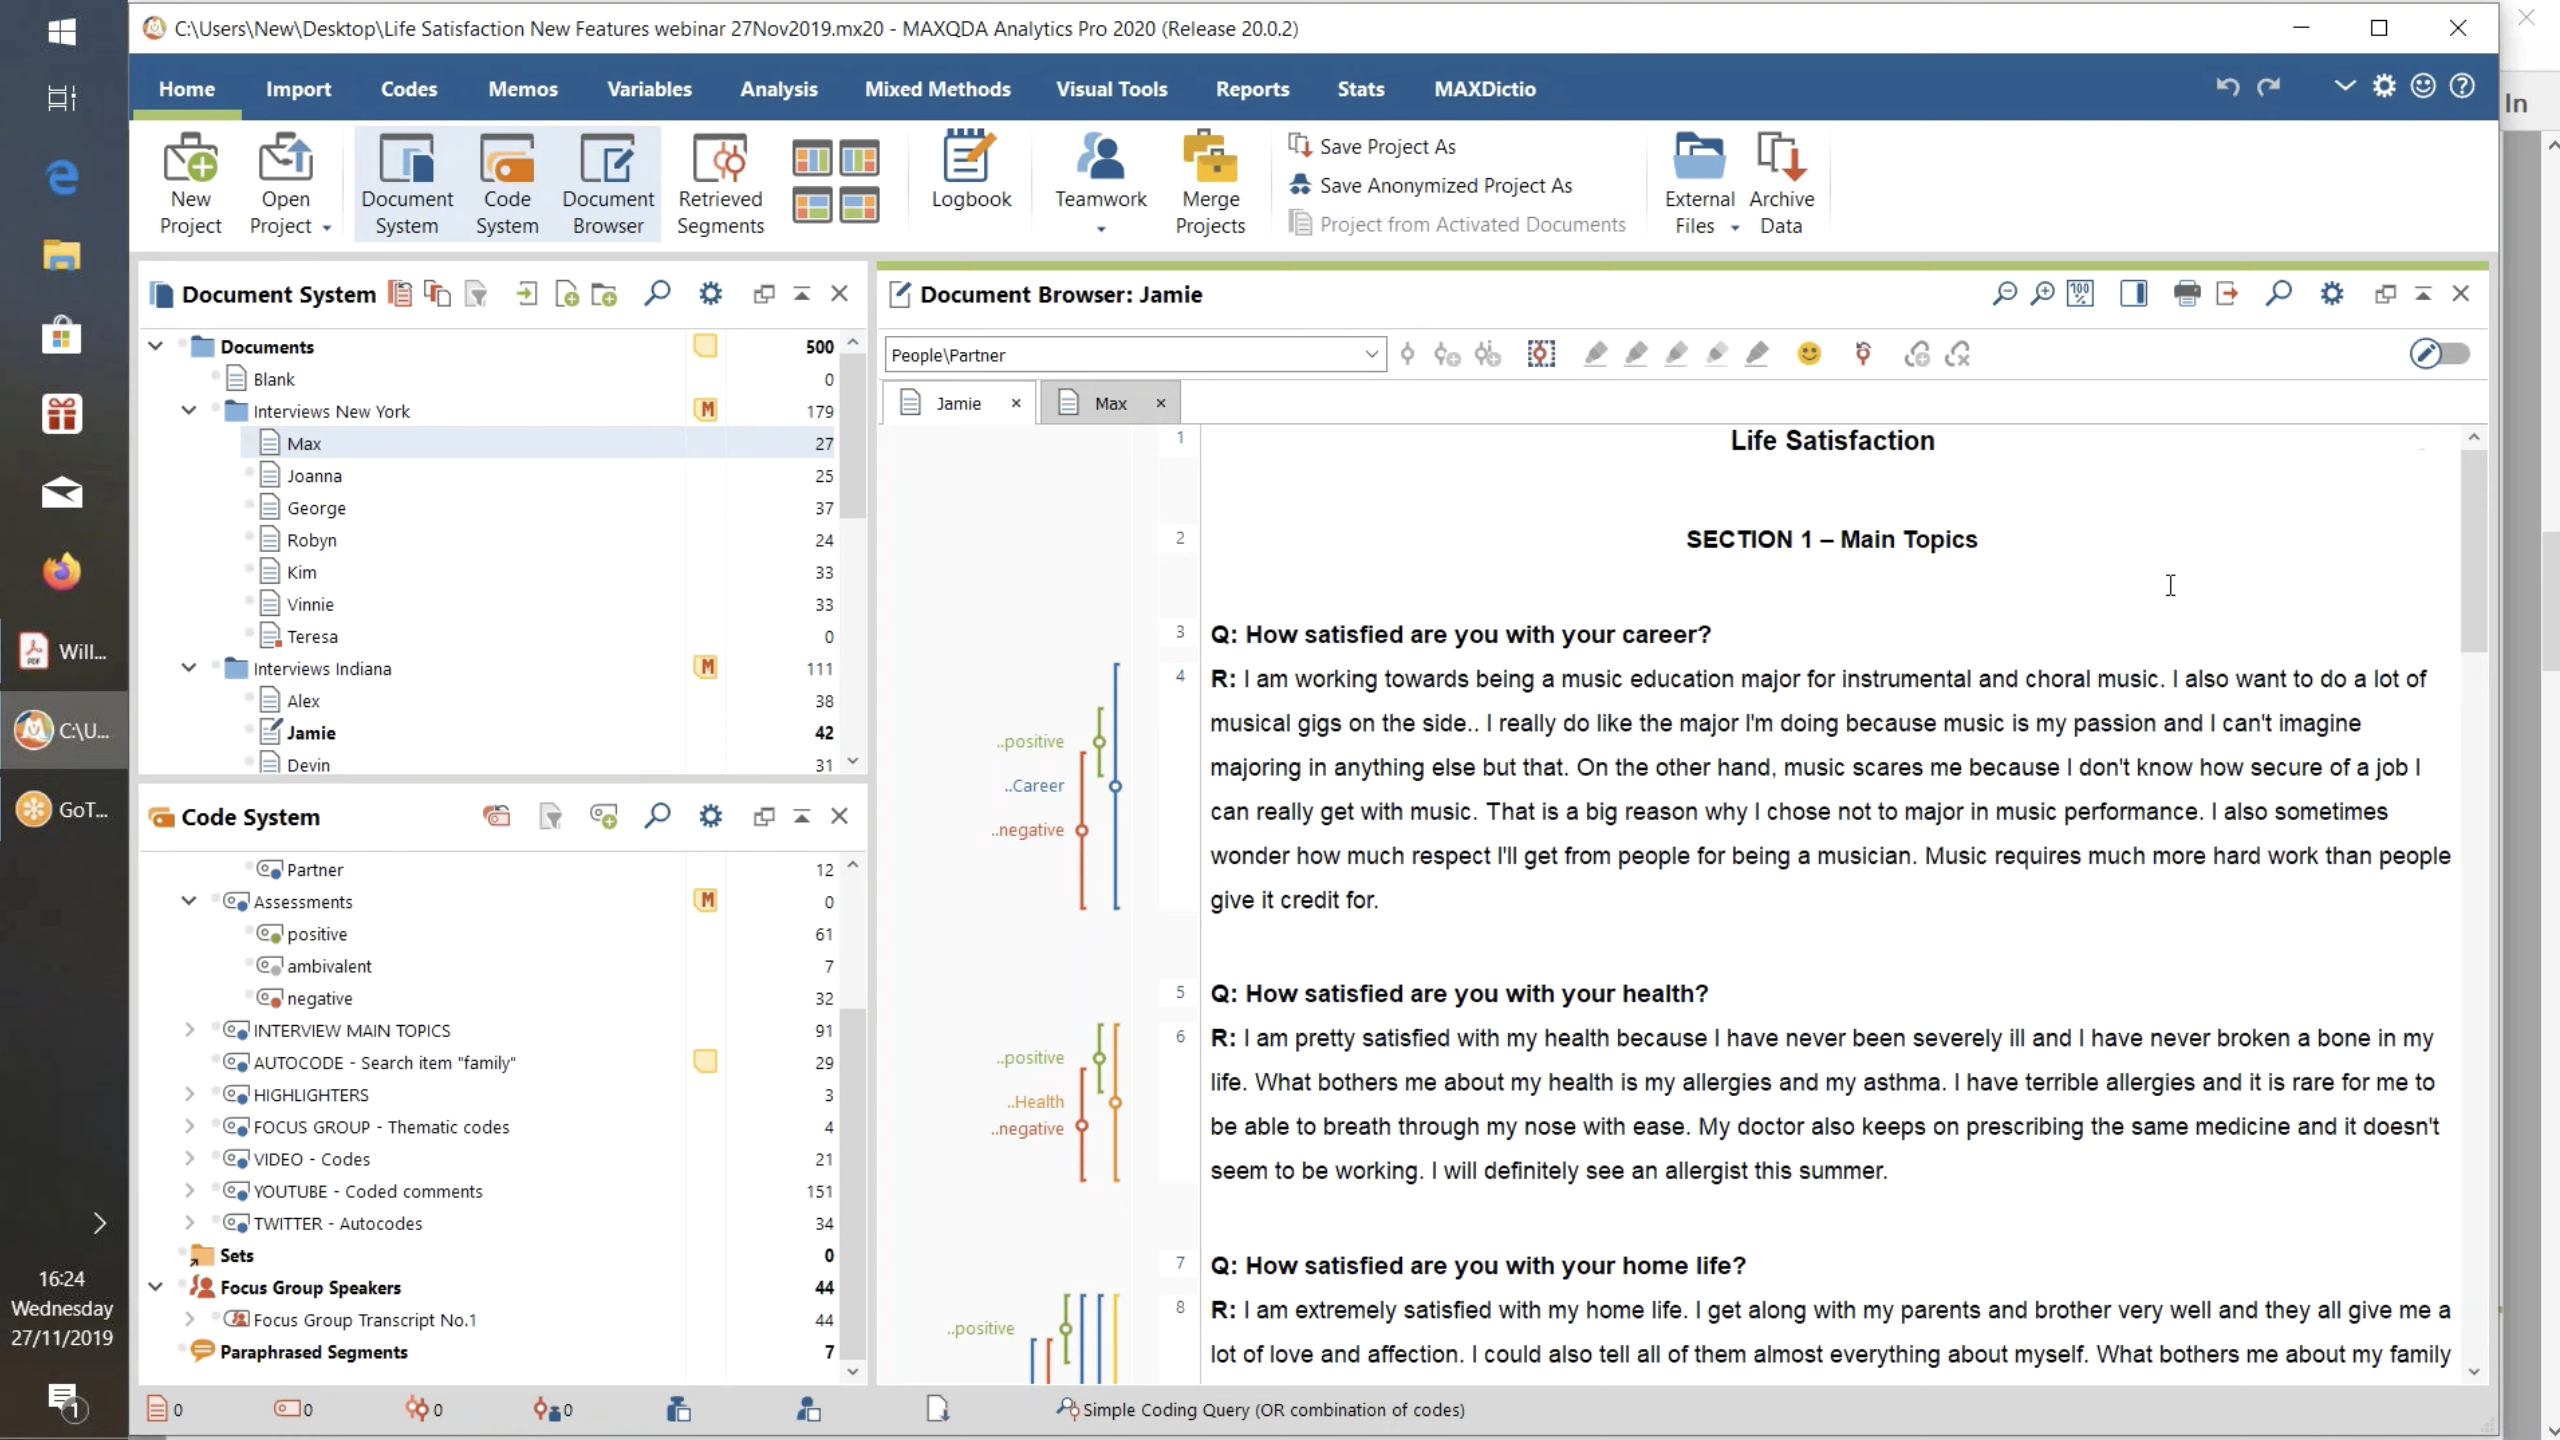 C:\Users\New\Desktop\Life Satisfaction New Features webinar 27Nov2019.mx20 - MAXQDA Analytics Pro 2020 (Release 20.0.2)
Home Import Codes Memos Variables Analysis Mixed Methods Visual Tools Reports Stats MAXDictio
In
New Project
Open Project
Document System
Code System
Document Browser
Retrieved Segments
Logbook
Teamwork
Merge Projects
Save Project As
Save Anonymized Project As
Project from Activated Documents
External Files
Archive Data
Document System
Documents 500
Blank 0
Interviews New York M 179
Max 27
Joanna 25
George 37
Robyn 24
Kim 33
Vinnie 33
Teresa 0
Interviews Indiana M 111
Alex 38
Jamie 42
Devin 31
Code System
Partner 12
Assessments M 0
positive 61
ambivalent 7
negative 32
INTERVIEW MAIN TOPICS 91
AUTOCODE - Search item "family" 29
HIGHLIGHTERS 3
FOCUS GROUP - Thematic codes 4
VIDEO - Codes 21
YOUTUBE - Coded comments 151
TWITTER - Autocodes 34
Sets 0
Focus Group Speakers 44
Focus Group Transcript No.1 44
Paraphrased Segments 7
Document Browser: Jamie
100 %
People\Partner
Jamie × Max ×
1 Life Satisfaction
2 SECTION 1 – Main Topics
3 Q: How satisfied are you with your career?
4 R: I am working towards being a music education major for instrumental and choral music. I also want to do a lot of
musical gigs on the side.. I really do like the major I'm doing because music is my passion and I can't imagine
majoring in anything else but that. On the other hand, music scares me because I don't know how secure of a job I
can really get with music. That is a big reason why I chose not to major in music performance. I also sometimes
wonder how much respect I'll get from people for being a musician. Music requires much more hard work than people
give it credit for.
..positive
..Career
..negative
5 Q: How satisfied are you with your health?
6 R: I am pretty satisfied with my health because I have never been severely ill and I have never broken a bone in my
life. What bothers me about my health is my allergies and my asthma. I have terrible allergies and it is rare for me to
be able to breath through my nose with ease. My doctor also keeps on prescribing the same medicine and it doesn't
seem to be working. I will definitely see an allergist this summer.
..positive
..Health
..negative
7 Q: How satisfied are you with your home life?
8 R: I am extremely satisfied with my home life. I get along with my parents and brother very well and they all give me a
lot of love and affection. I could also tell all of them almost everything about myself. What bothers me about my family
..positive
0 0 0 0 Simple Coding Query (OR combination of codes)
Will...
C:\U...
GoT...
16:24
Wednesday
27/11/2019
1